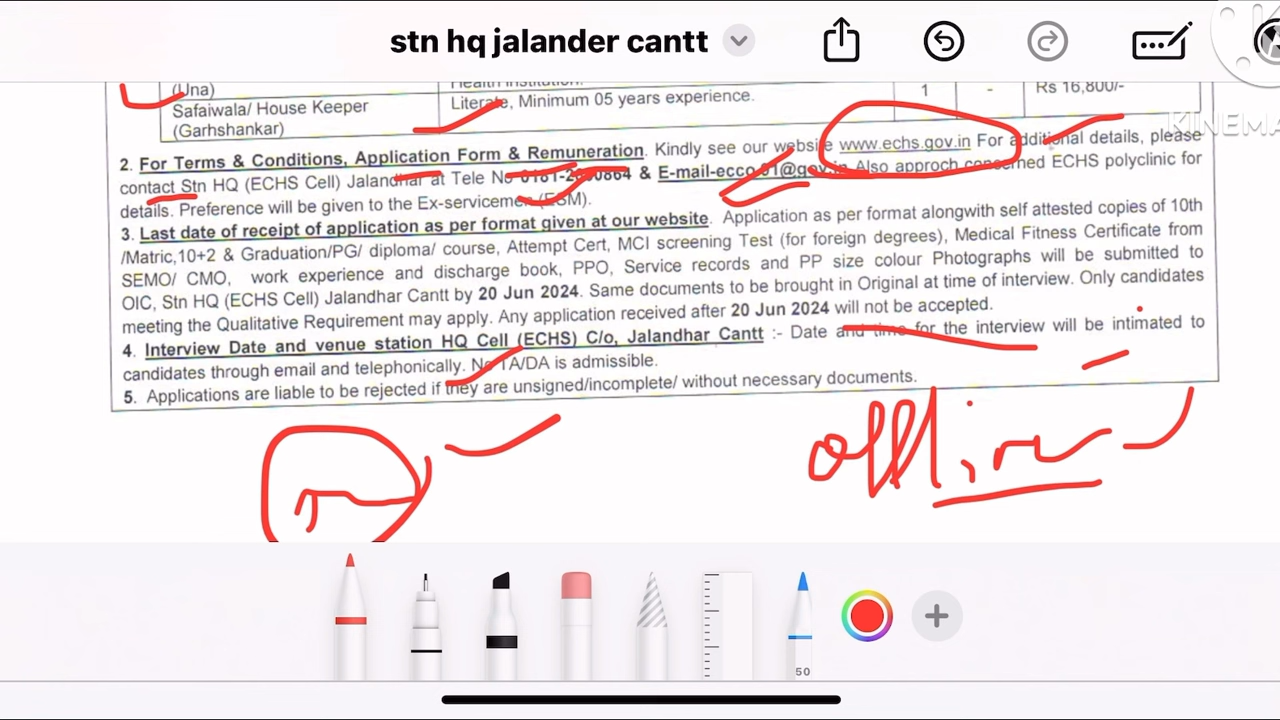 stn hq jalander cantt
(Una)
Health Institution.
Safaiwala/ House Keeper
(Garhshankar)
Literate, Minimum 05 years experience.
1
-
Rs 16,800/-
KINEMA
2. For Terms & Conditions, Application Form & Remuneration. Kindly see our website www.echs.gov.in For additional details, please
contact Stn HQ (ECHS Cell) Jalandhar at Tele No & Also approch concerned ECHS polyclinic for
details. Preference will be given to the Ex-servicemen (ESM).
3. Last date of receipt of application as per format given at our website. Application as per format alongwith self attested copies of 10th
/Matric,10+2 & Graduation/PG/ diploma/ course, Attempt Cert, MCI screening Test (for foreign degrees), Medical Fitness Certificate from
SEMO/ CMO, work experience and discharge book, PPO, Service records and PP size colour Photographs will be submitted to
OIC, Stn HQ (ECHS Cell) Jalandhar Cantt by 20 Jun 2024. Same documents to be brought in Original at time of interview. Only candidates
meeting the Qualitative Requirement may apply. Any application received after 20 Jun 2024 will not be accepted.
4. Interview Date and venue station HQ Cell (ECHS) C/o, Jalandhar Cantt :- Date and time for the interview will be intimated to
candidates through email and telephonically. No TA/DA is admissible.
5. Applications are liable to be rejected if they are unsigned/incomplete/ without necessary documents.
offline
50